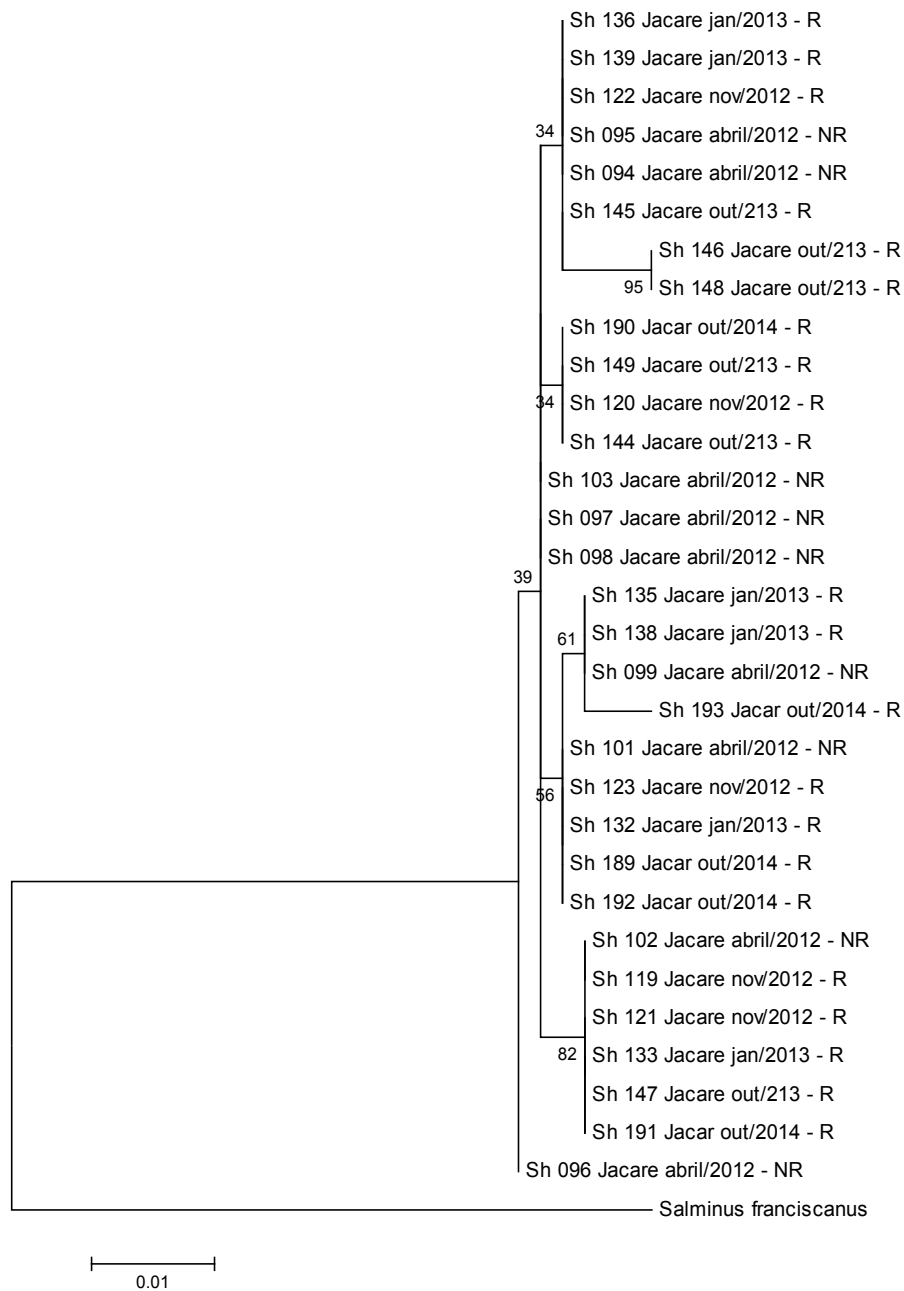 Sh 136 Jacare jan/2013 - R
Sh 139 Jacare jan/2013 - R
Sh 122 Jacare nov/2012 - R
34
Sh 095 Jacare abril/2012 - NR
Sh 094 Jacare abril/2012 - NR
Sh 145 Jacare out/213 - R
Sh 146 Jacare out/213 - R
95
Sh 148 Jacare out/213 - R
Sh 190 Jacar out/2014 - R
Sh 149 Jacare out/213 - R
34
Sh 120 Jacare nov/2012 - R
Sh 144 Jacare out/213 - R
Sh 103 Jacare abril/2012 - NR
Sh 097 Jacare abril/2012 - NR
Sh 098 Jacare abril/2012 - NR
39
Sh 135 Jacare jan/2013 - R
Sh 138 Jacare jan/2013 - R
61
Sh 099 Jacare abril/2012 - NR
Sh 193 Jacar out/2014 - R
Sh 101 Jacare abril/2012 - NR
Sh 123 Jacare nov/2012 - R
56
Sh 132 Jacare jan/2013 - R
Sh 189 Jacar out/2014 - R
Sh 192 Jacar out/2014 - R
Sh 102 Jacare abril/2012 - NR
Sh 119 Jacare nov/2012 - R
Sh 121 Jacare nov/2012 - R
82
Sh 133 Jacare jan/2013 - R
Sh 147 Jacare out/213 - R
Sh 191 Jacar out/2014 - R
Sh 096 Jacare abril/2012 - NR
Salminus franciscanus
0.01